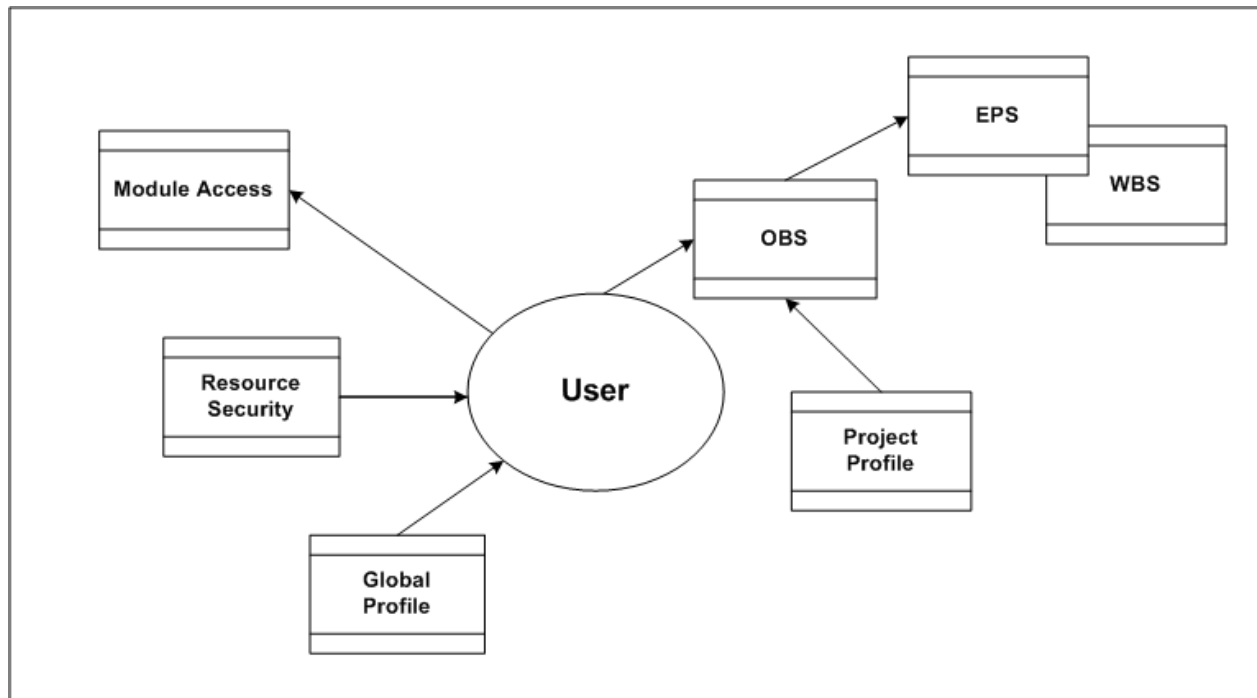 EPS
WBS
Module Access
OBS
User
Resource
Security
Project
Profile
Global
Profile